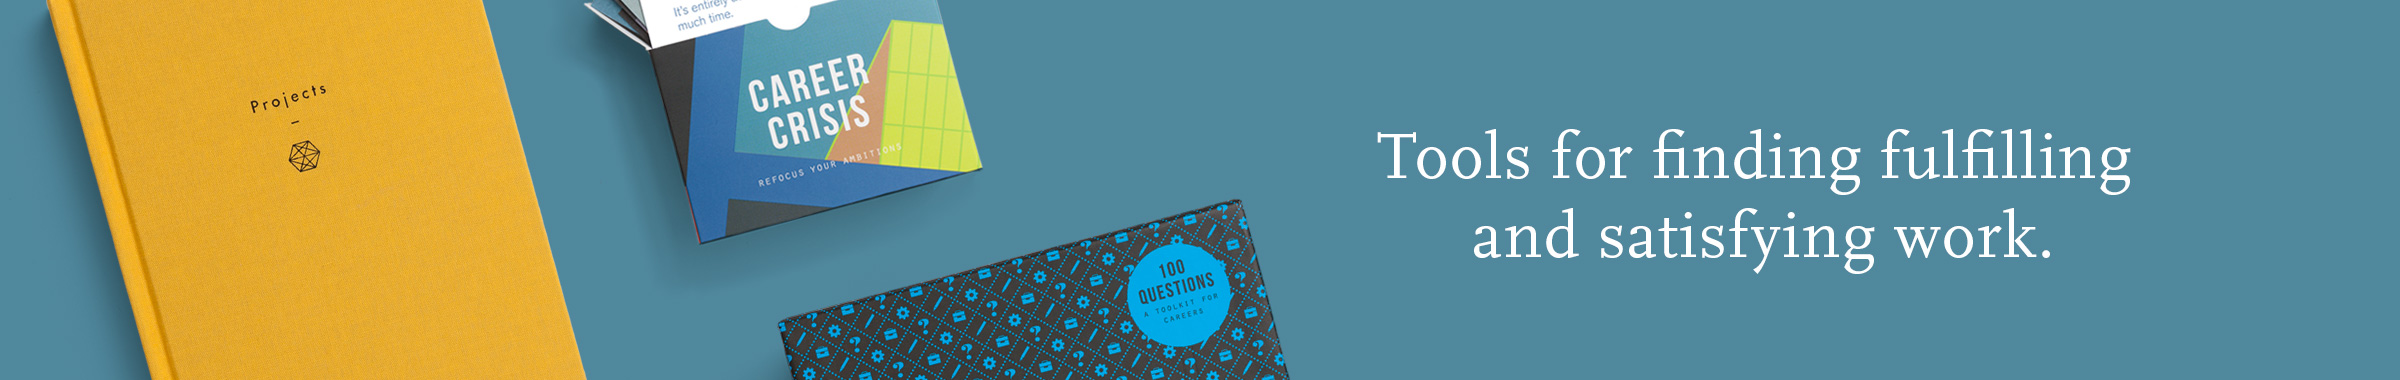 Projects
It's entirely
much time.
CAREER
CRISIS
REFOCUS YOUR AMBITIONS
100
QUESTIONS
A TOOLKIT FOR
CAREERS
Tools for finding fulfilling
and satisfying work.